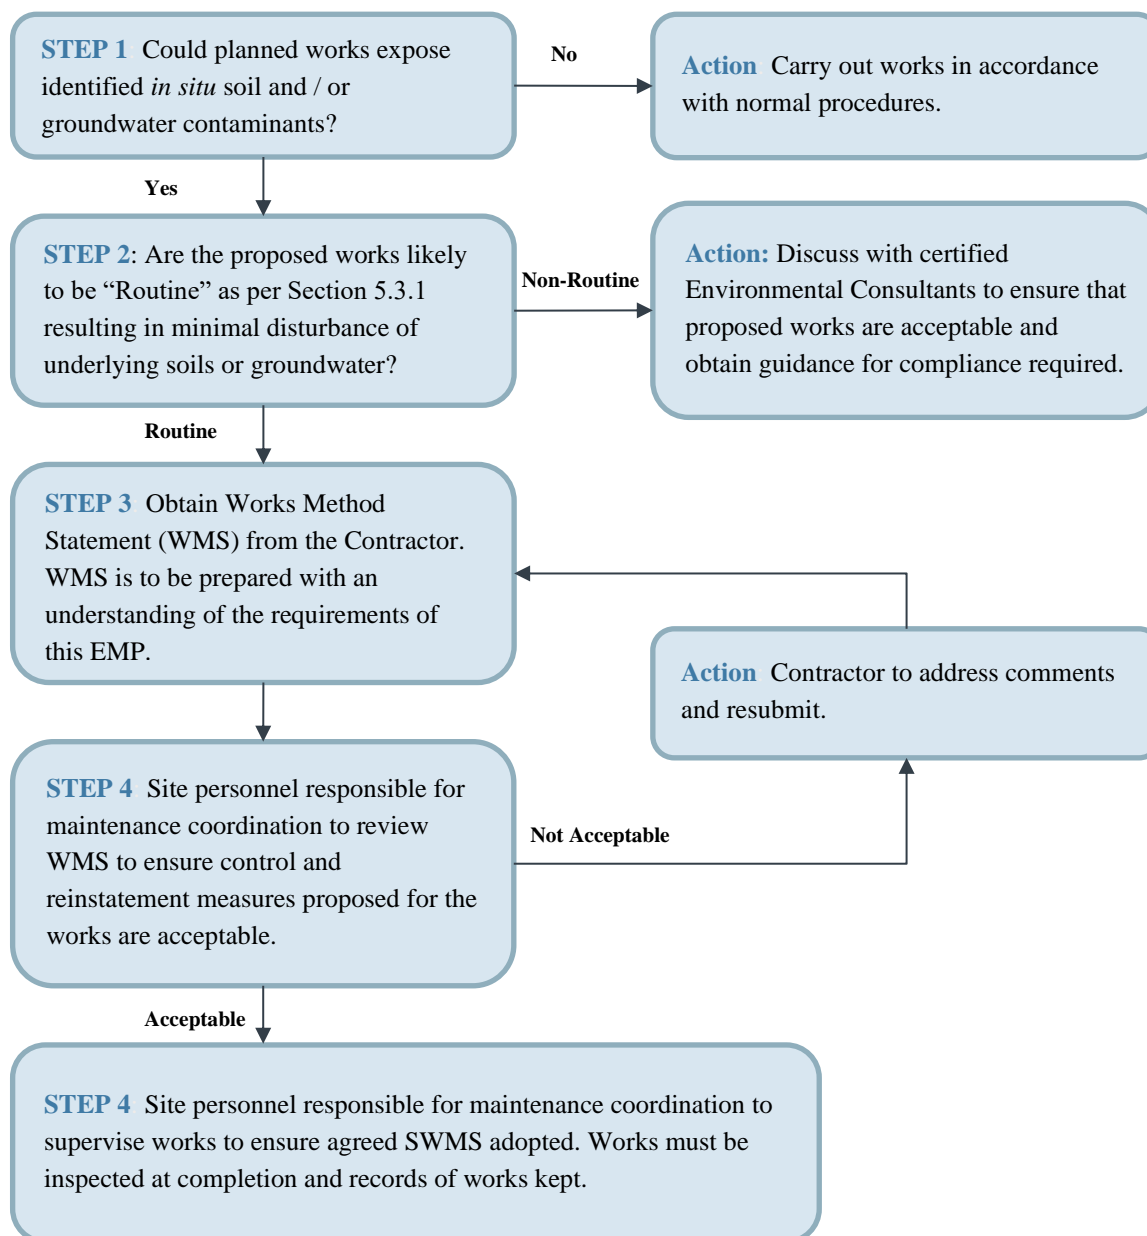 STEP 1 Could planned works expose
identified in situ soil and / or
groundwater contaminants?
No
Action Carry out works in accordance
with normal procedures.
Yes
STEP 2: Are the proposed works likely
to be “Routine” as per Section 5.3.1
resulting in minimal disturbance of
underlying soils or groundwater?
Non-Routine
Action: Discuss with certified
Environmental Consultants to ensure that
proposed works are acceptable and
obtain guidance for compliance required.
Routine
STEP 3 Obtain Works Method
Statement (WMS) from the Contractor.
WMS is to be prepared with an
understanding of the requirements of
this EMP.
Action Contractor to address comments
and resubmit.
STEP 4 Site personnel responsible for
maintenance coordination to review
WMS to ensure control and
reinstatement measures proposed for the
works are acceptable.
Not Acceptable
Acceptable
STEP 4 Site personnel responsible for maintenance coordination to
supervise works to ensure agreed SWMS adopted. Works must be
inspected at completion and records of works kept.